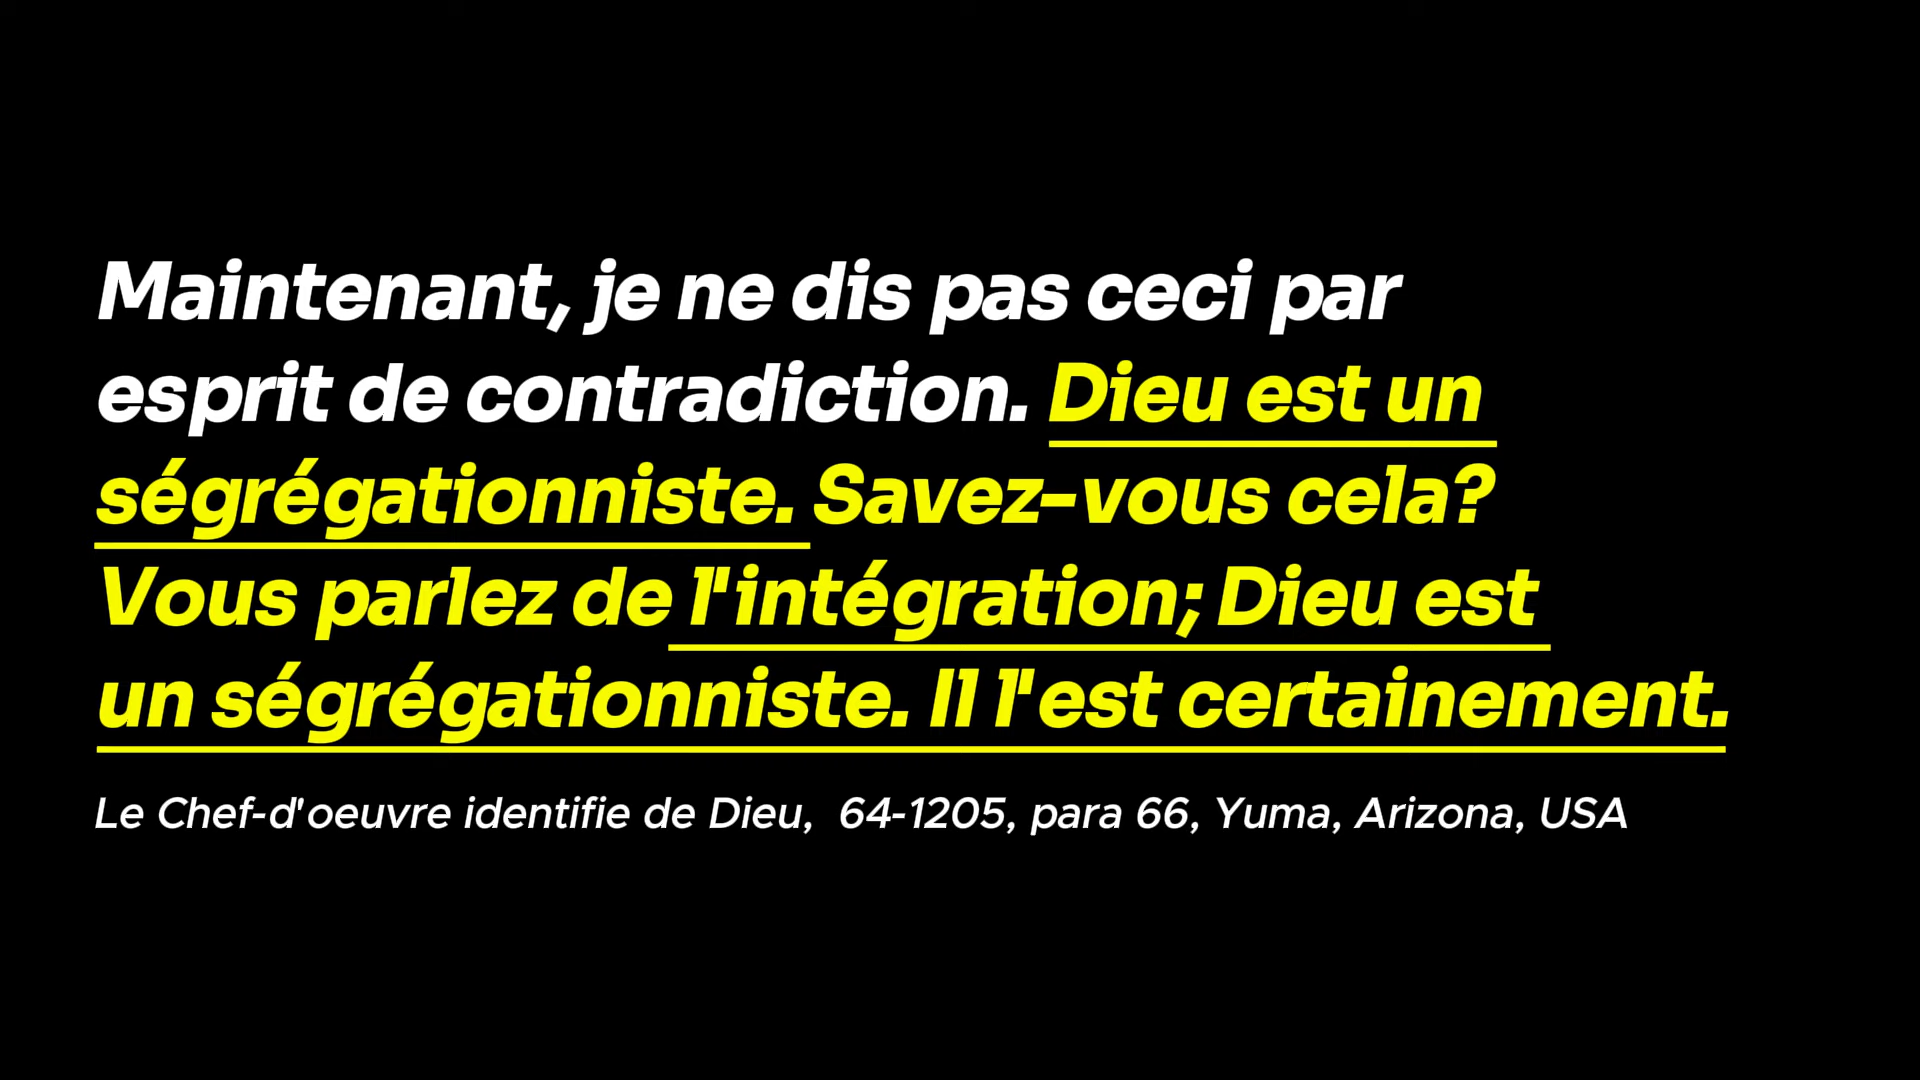 Maintenant, je ne dis pas ceci par
esprit de contradiction. Dieu est un
ségrégationniste. Savez-vous cela?
Vous parlez de l'intégration; Dieu est
un ségrégationniste. Il l'est certainement.
Le Chef-d'oeuvre identifie de Dieu,  64-1205, para 66, Yuma, Arizona, USA